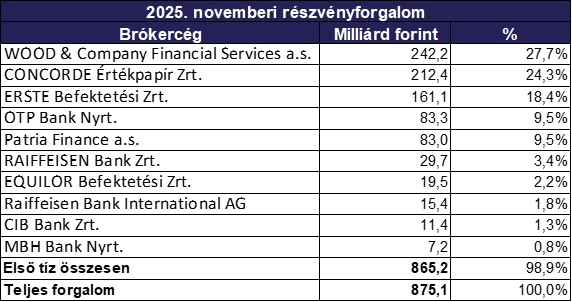 2025. novemberi részvényforgalom
Brókercég Milliárd forint %
WOOD & Company Financial Services a.s. 242,2 27,7%
CONCORDE Értékpapír Zrt. 212,4 24,3%
ERSTE Befektetési Zrt. 161,1 18,4%
OTP Bank Nyrt. 83,3 9,5%
Patria Finance a.s. 83,0 9,5%
RAIFFEISEN Bank Zrt. 29,7 3,4%
EQUILOR Befektetési Zrt. 19,5 2,2%
Raiffeisen Bank International AG 15,4 1,8%
CIB Bank Zrt. 11,4 1,3%
MBH Bank Nyrt. 7,2 0,8%
Első tíz összesen 865,2 98,9%
Teljes forgalom 875,1 100,0%